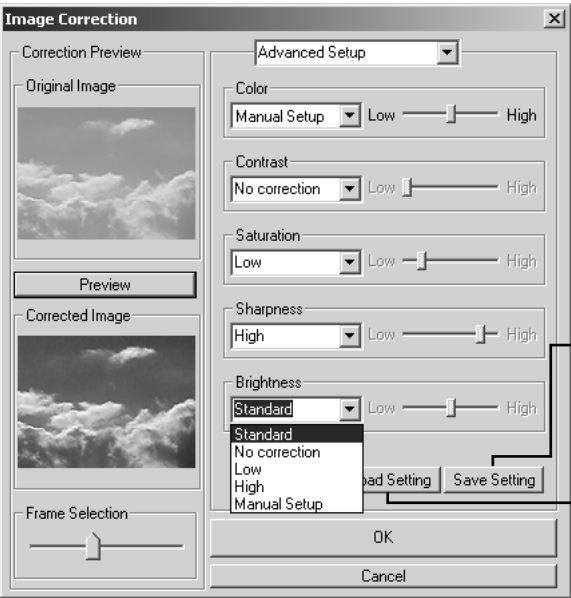 Image Correction
Correction Preview
Original Image
Preview
Corrected Image
Frame Selection
Advanced Setup
Color
Manual Setup Low High
Contrast
No correction Low High
Saturation
Low Low High
Sharpness
High Low High
Brightness
Standard Low High
Standard
No correction
Low
High
Manual Setup
Setting Save Setting
OK
Cancel